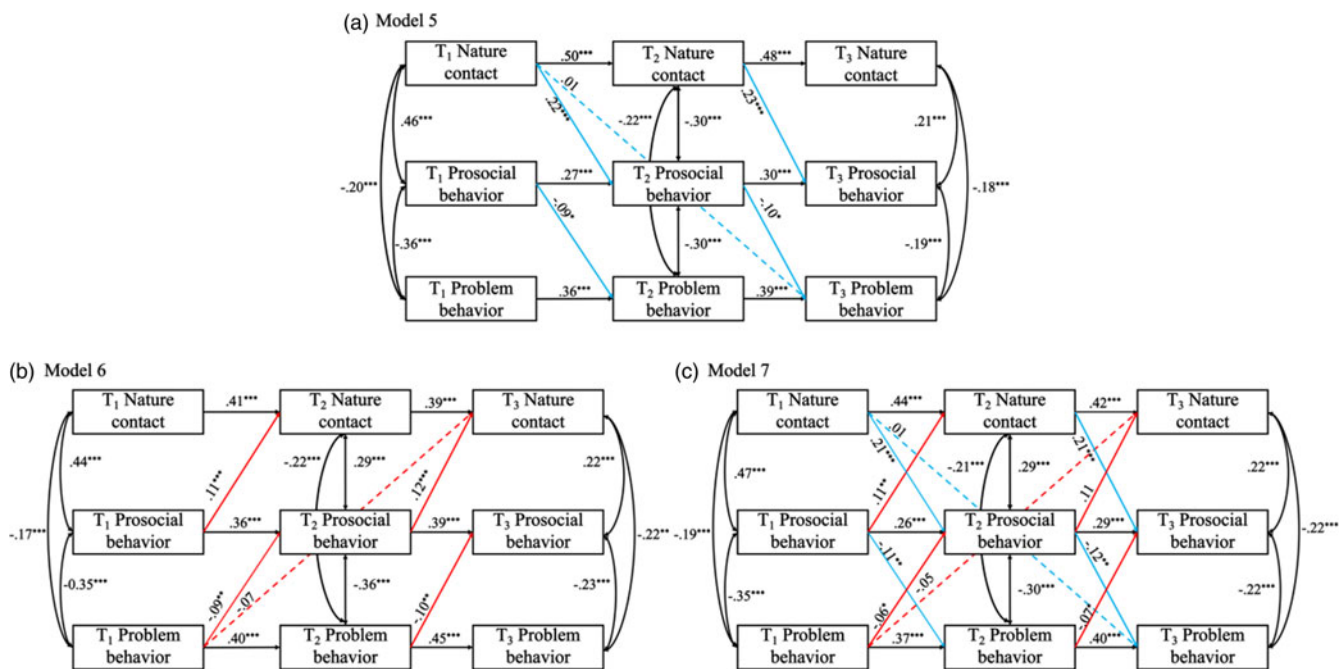 (a) Model 5
T₁ Nature contact
.50***
T₂ Nature contact
.48***
T₃ Nature contact
.01
.22***
.23***
.46***
-.22***
-.30***
.21***
T₁ Prosocial behavior
.27***
T₂ Prosocial behavior
.30***
T₃ Prosocial behavior
-.20***
-.18***
-.09*
-.10*
-.36***
-.30***
-.19***
T₁ Problem behavior
.36***
T₂ Problem behavior
.39***
T₃ Problem behavior
(b) Model 6
T₁ Nature contact
.41***
T₂ Nature contact
.39***
T₃ Nature contact
.44***
-.22***
.29***
.22***
.11***
.12***
T₁ Prosocial behavior
.36***
T₂ Prosocial behavior
.39***
T₃ Prosocial behavior
-.17***
-.22**
-0.35***
-.09**
-.07
-.36***
-.10**
-.23***
T₁ Problem behavior
.40***
T₂ Problem behavior
.45***
T₃ Problem behavior
(c) Model 7
T₁ Nature contact
.44***
T₂ Nature contact
.42***
T₃ Nature contact
.01
.21***
.21***
.47***
-.21***
.29***
.22***
.11**
.11
T₁ Prosocial behavior
.26***
T₂ Prosocial behavior
.29***
T₃ Prosocial behavior
-.19***
-.22***
-.11**
-.12**
-.35***
-.06*
-.05
-.30***
-.07*
-.22***
T₁ Problem behavior
.37***
T₂ Problem behavior
.40***
T₃ Problem behavior